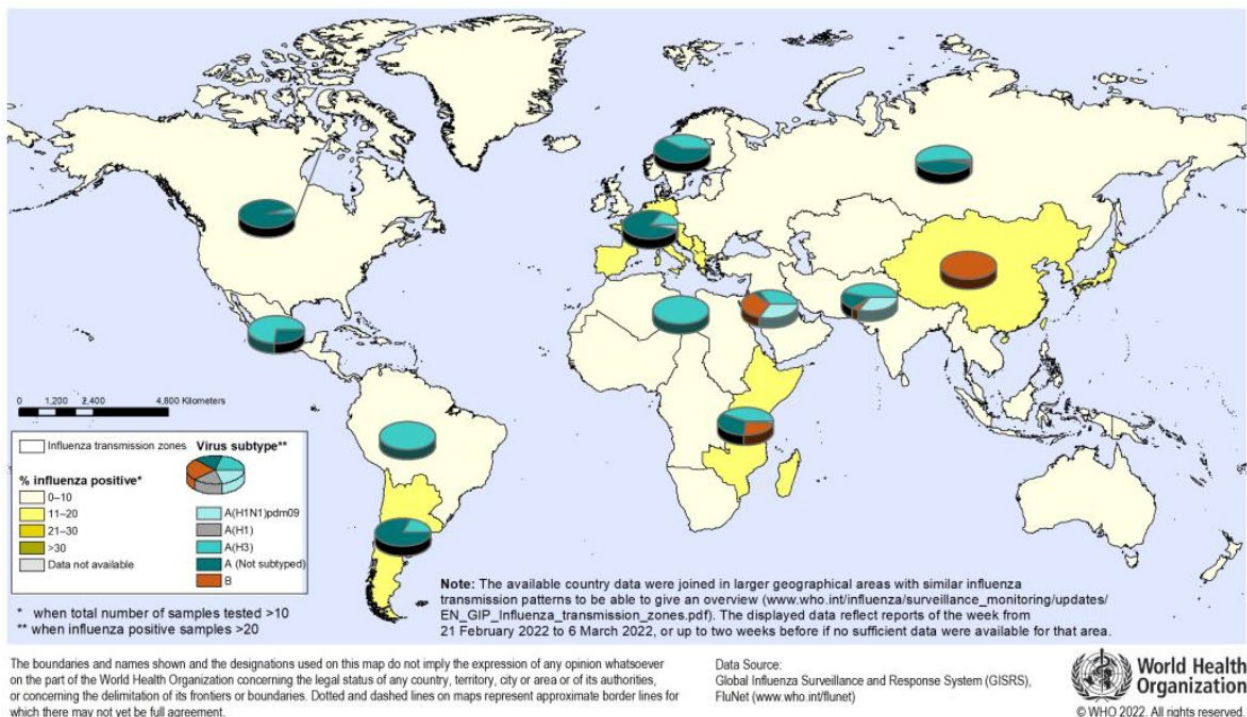 0 1,200 2,400 4,800 Kilometers
Influenza transmission zones
% influenza positive*
0–10
11–20
21–30
>30
Data not available
Virus subtype**
A(H1N1)pdm09
A(H1)
A(H3)
A (Not subtyped)
B
* when total number of samples tested >10
** when influenza positive samples >20
Note: The available country data were joined in larger geographical areas with similar influenza
transmission patterns to be able to give an overview (www.who.int/influenza/surveillance_monitoring/updates/
EN_GIP_Influenza_transmission_zones.pdf). The displayed data reflect reports of the week from
21 February 2022 to 6 March 2022, or up to two weeks before if no sufficient data were available for that area.
The boundaries and names shown and the designations used on this map do not imply the expression of any opinion whatsoever
on the part of the World Health Organization concerning the legal status of any country, territory, city or area or of its authorities,
or concerning the delimitation of its frontiers or boundaries. Dotted and dashed lines on maps represent approximate border lines for
which there may not yet be full agreement.
Data Source:
Global Influenza Surveillance and Response System (GISRS),
FluNet (www.who.int/flunet)
World Health
Organization
© WHO 2022. All rights reserved.